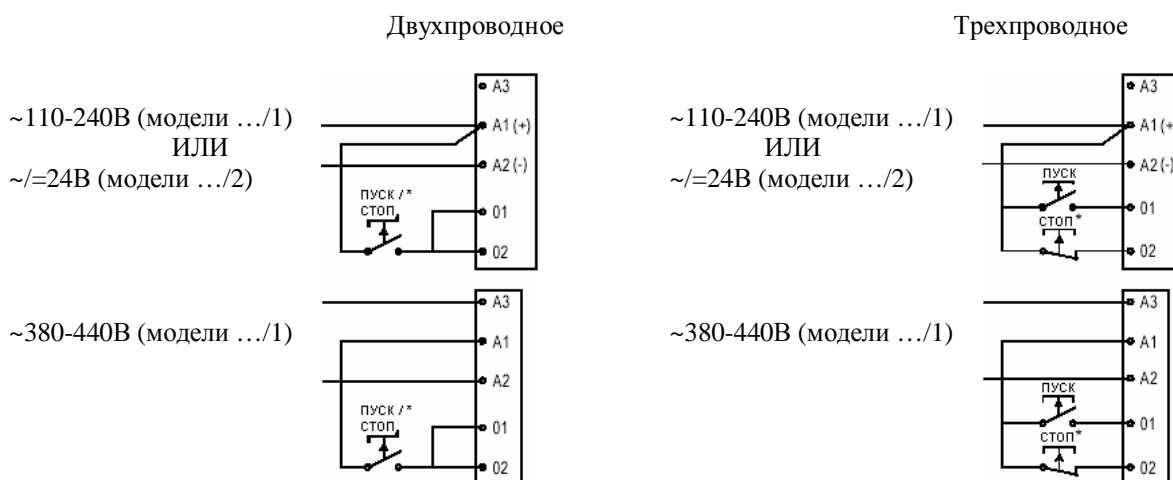 Двухпроводное
Трехпроводное
~110-240В (модели …/1)
ИЛИ
~/=24В (модели …/2)
A3
A1 (+)
A2 (-)
ПУСК / *
СТОП
01
02
~110-240В (модели …/1)
ИЛИ
~/=24В (модели …/2)
A3
A1 (+
A2 (-)
ПУСК
01
СТОП *
02
~380-440В (модели …/1)
A3
A1
A2
ПУСК / *
СТОП
01
02
~380-440В (модели …/1)
A3
A1
A2
ПУСК
01
СТОП*
02